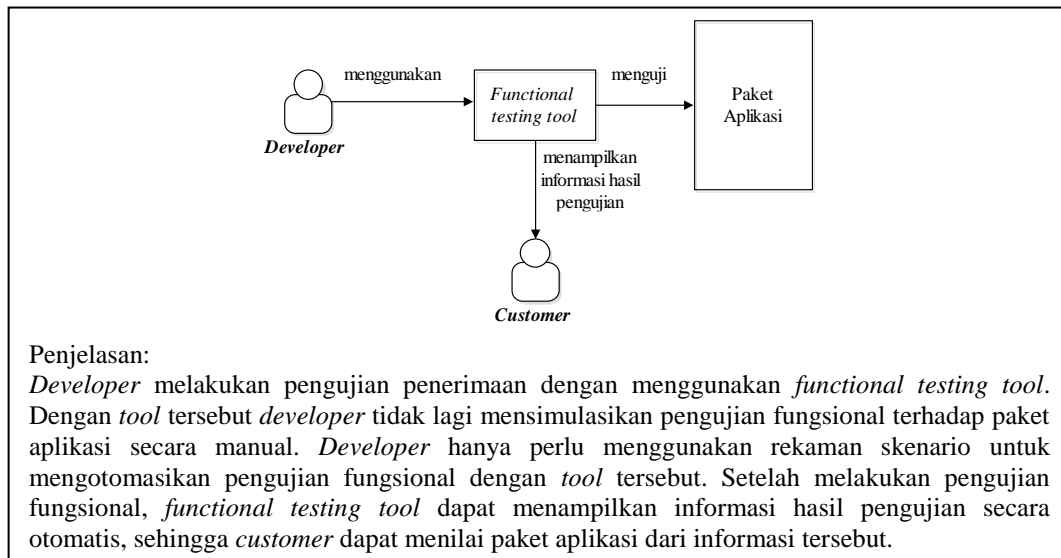 menggunakan
menguji
Functional
testing tool
Paket
Aplikasi
Developer
menampilkan
informasi hasil
pengujian
Customer
Penjelasan:
Developer melakukan pengujian penerimaan dengan menggunakan functional testing tool.
Dengan tool tersebut developer tidak lagi mensimulasikan pengujian fungsional terhadap paket
aplikasi secara manual. Developer hanya perlu menggunakan rekaman skenario untuk
mengotomasikan pengujian fungsional dengan tool tersebut. Setelah melakukan pengujian
fungsional, functional testing tool dapat menampilkan informasi hasil pengujian secara
otomatis, sehingga customer dapat menilai paket aplikasi dari informasi tersebut.